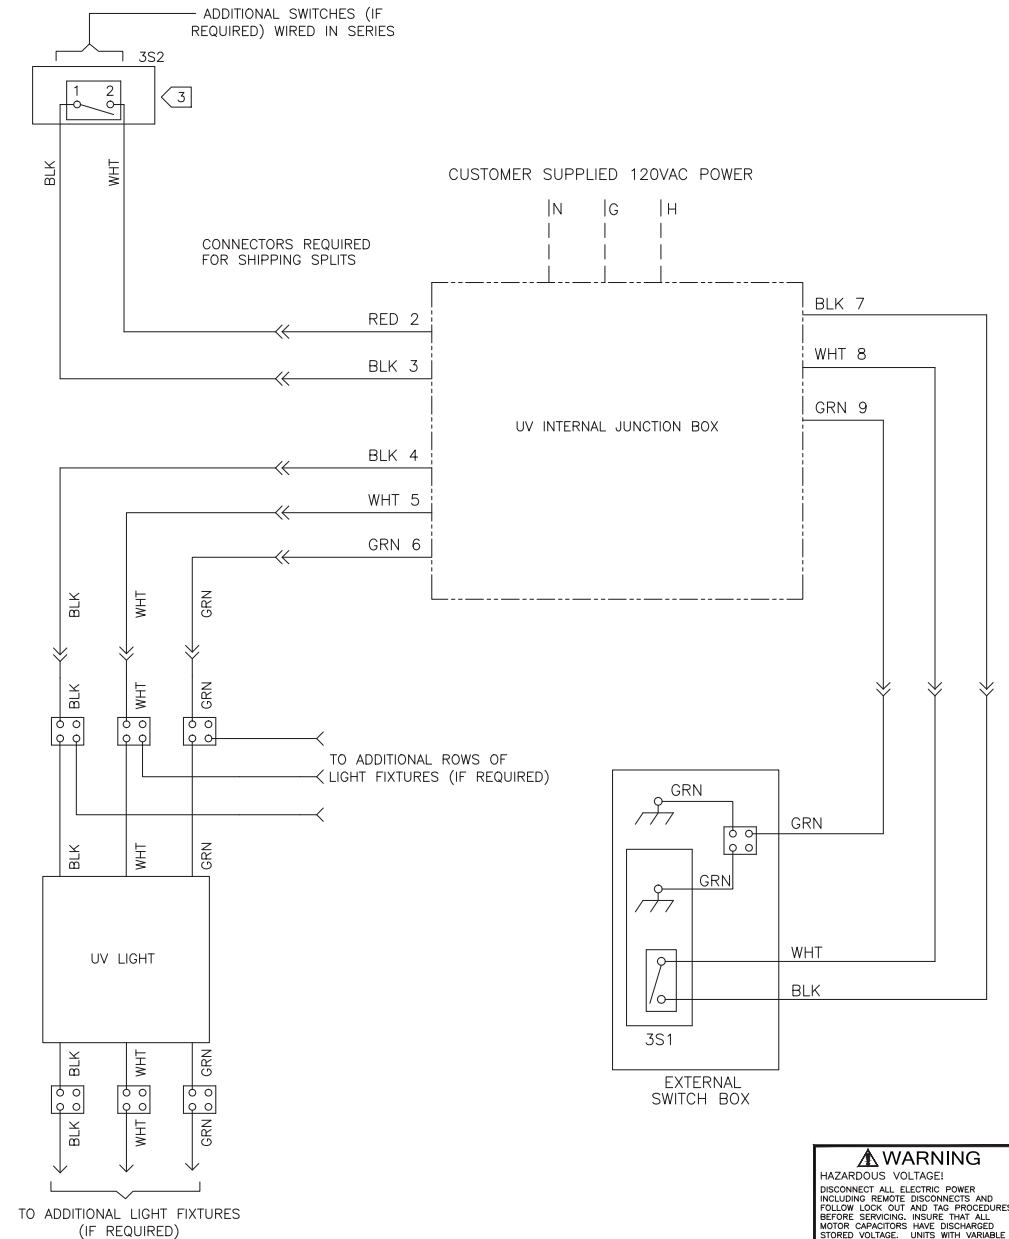 ADDITIONAL SWITCHES (IF
REQUIRED) WIRED IN SERIES
3S2
1 2
3
BLK
WHT
CUSTOMER SUPPLIED 120VAC POWER
N G H
CONNECTORS REQUIRED
FOR SHIPPING SPLITS
RED 2
BLK 3
BLK 4
WHT 5
GRN 6
UV INTERNAL JUNCTION BOX
BLK 7
WHT 8
GRN 9
BLK
WHT
GRN
BLK
WHT
GRN
TO ADDITIONAL ROWS OF
LIGHT FIXTURES (IF REQUIRED)
BLK
WHT
GRN
UV LIGHT
BLK
WHT
GRN
BLK
WHT
GRN
TO ADDITIONAL LIGHT FIXTURES
(IF REQUIRED)
GRN
GRN
GRN
WHT
BLK
3S1
EXTERNAL
SWITCH BOX
WARNING
HAZARDOUS VOLTAGE!
DISCONNECT ALL ELECTRIC POWER
INCLUDING REMOTE DISCONNECTS AND
FOLLOW LOCK OUT AND TAG PROCEDURES
BEFORE SERVICING. INSURE THAT ALL
MOTOR CAPACITORS HAVE DISCHARGED
STORED VOLTAGE. UNITS WITH VARIABLE